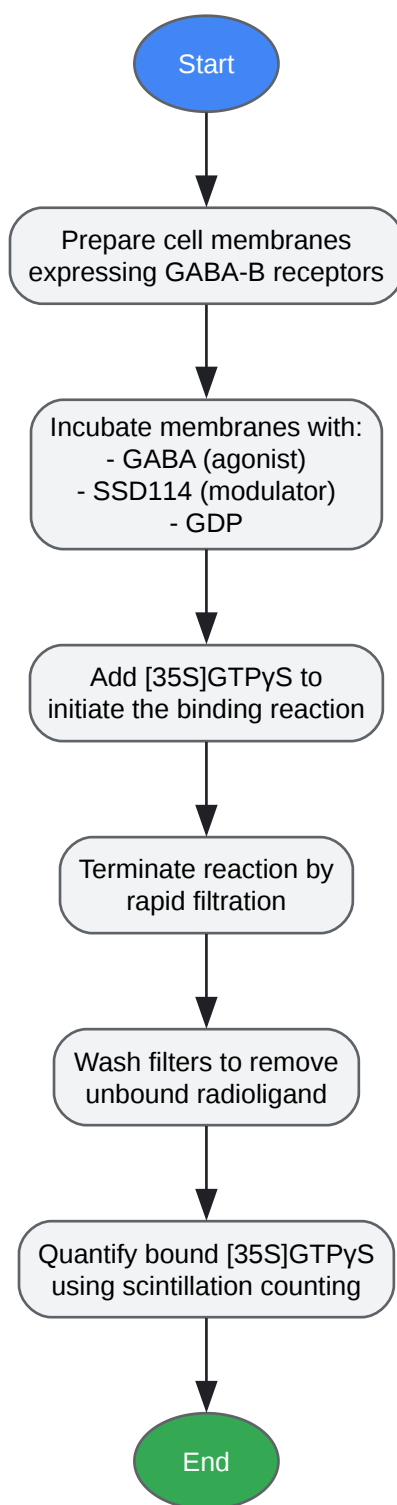 Start
Prepare cell membranes
expressing GABA-B receptors
Incubate membranes with:
- GABA (agonist)
- SSD114 (modulator)
- GDP
Add [35S]GTPγS to
initiate the binding reaction
Terminate reaction by
rapid filtration
Wash filters to remove
unbound radioligand
Quantify bound [35S]GTPγS
using scintillation counting
End